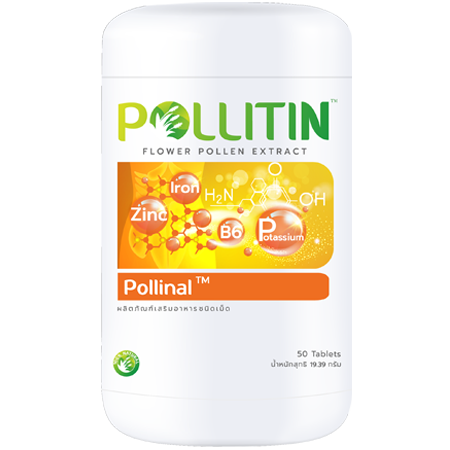 POLLITIN™
FLOWER POLLEN EXTRACT
Iron
Zinc
H₂N
OH
O
B6
Potassium
Pollinal™
ผลิตภัณฑ์เสริมอาหารชนิดเม็ด
50 Tablets
น้ำหนักสุทธิ 19.39 กรัม